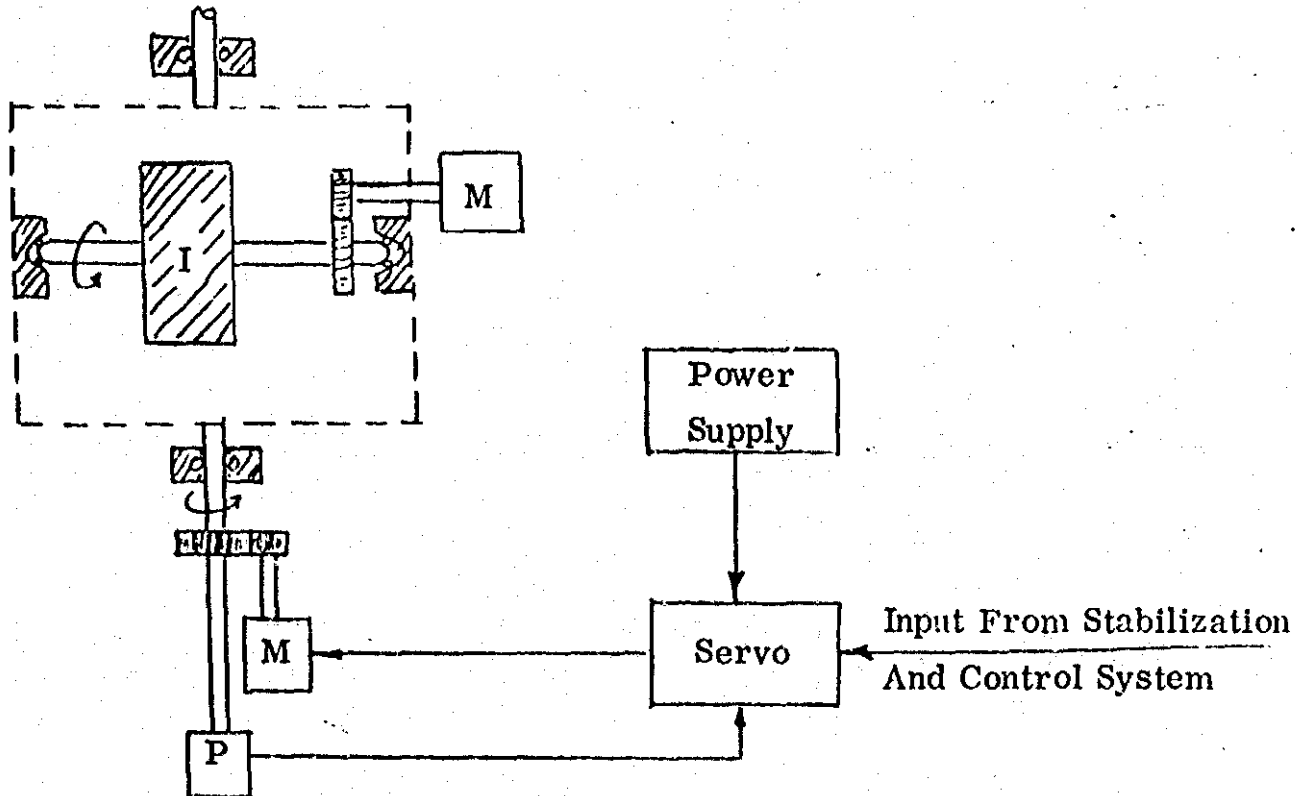 M
I
Power
Supply
Input From Stabilization
Servo
M
And Control System
P